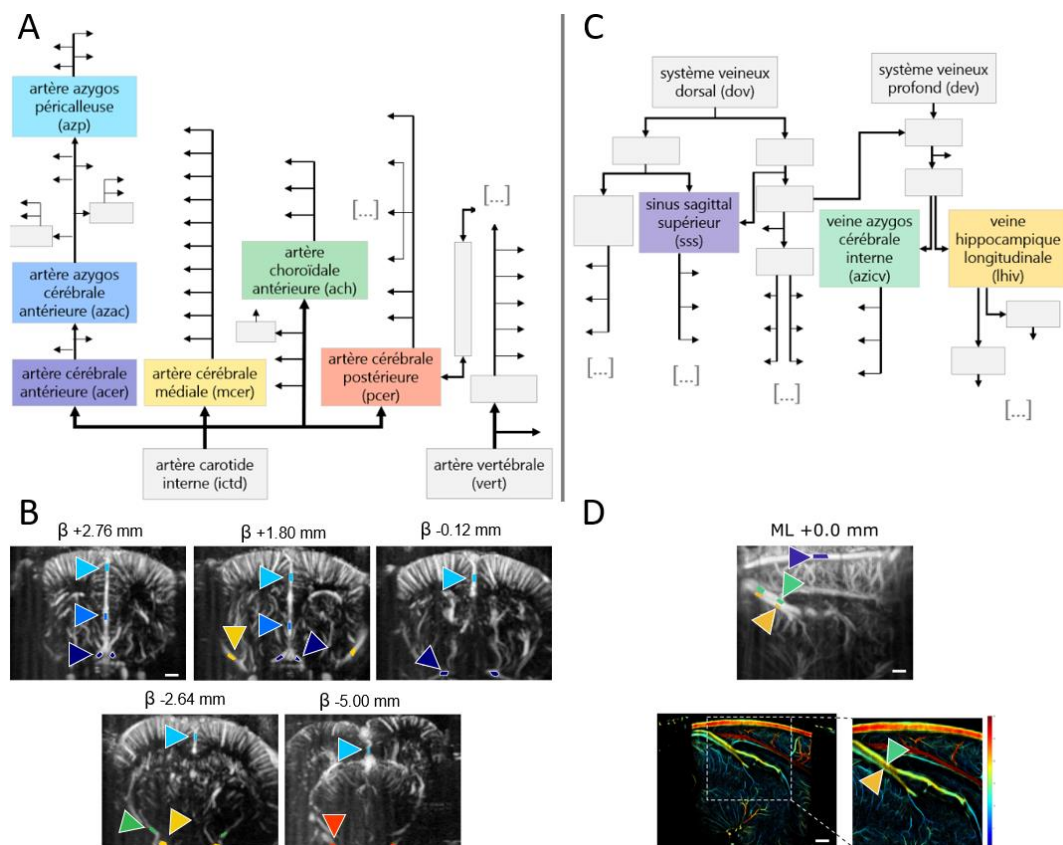 A
artère azygos
péricalleuse
(azp)
artère azygos
cérébrale
antérieure (azac)
artère cérébrale
antérieure (acer)
artère cérébrale
médiale (mcer)
artère
choroïdale
antérieure (ach)
[...]
artère cérébrale
postérieure
(pcer)
[...]
artère carotide
interne (ictd)
artère vertébrale
(vert)
C
système veineux
dorsal (dov)
système veineux
profond (dev)
sinus sagittal
supérieur
(sss)
veine azygos
cérébrale
interne (azicv)
veine
hippocampique
longitudinale
(lhiv)
[...]
[...]
[...]
[...]
B
β +2.76 mm
β +1.80 mm
β -0.12 mm
β -2.64 mm
β -5.00 mm
D
ML +0.0 mm